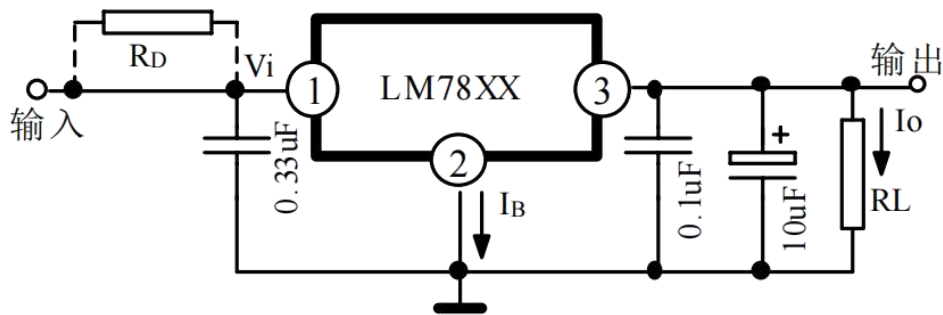 RD
Vi
输入
0.33uF
1
LM78XX
3
2
IB
0.1uF
+
10uF
输出
Io
RL